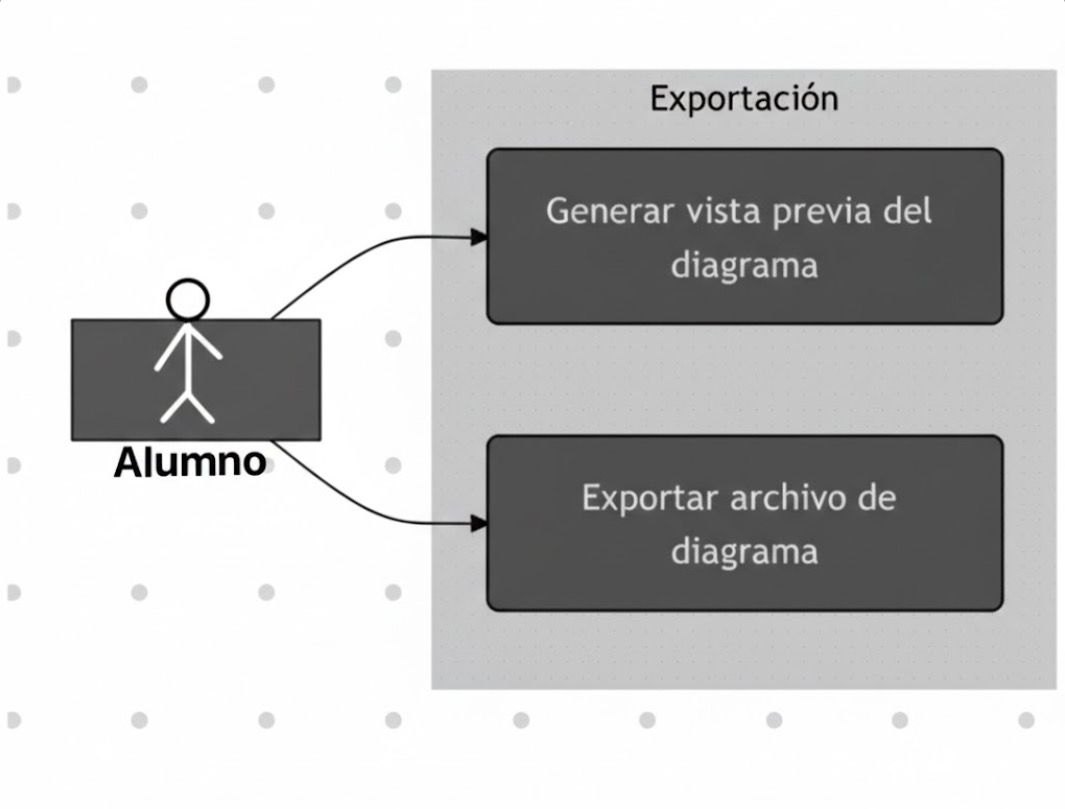 Exportación
Generar vista previa del
diagrama
Alumno
Exportar archivo de
diagrama